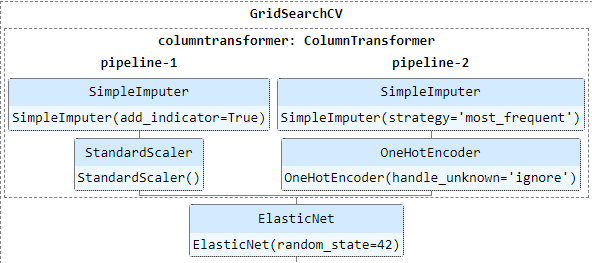 GridSearchCV
columntransformer: ColumnTransformer
pipeline-1
pipeline-2
SimpleImputer
SimpleImputer
SimpleImputer(add_indicator=True)
SimpleImputer(strategy='most_frequent')
StandardScaler
OneHotEncoder
StandardScaler()
OneHotEncoder(handle_unknown='ignore')
ElasticNet
ElasticNet(random_state=42)